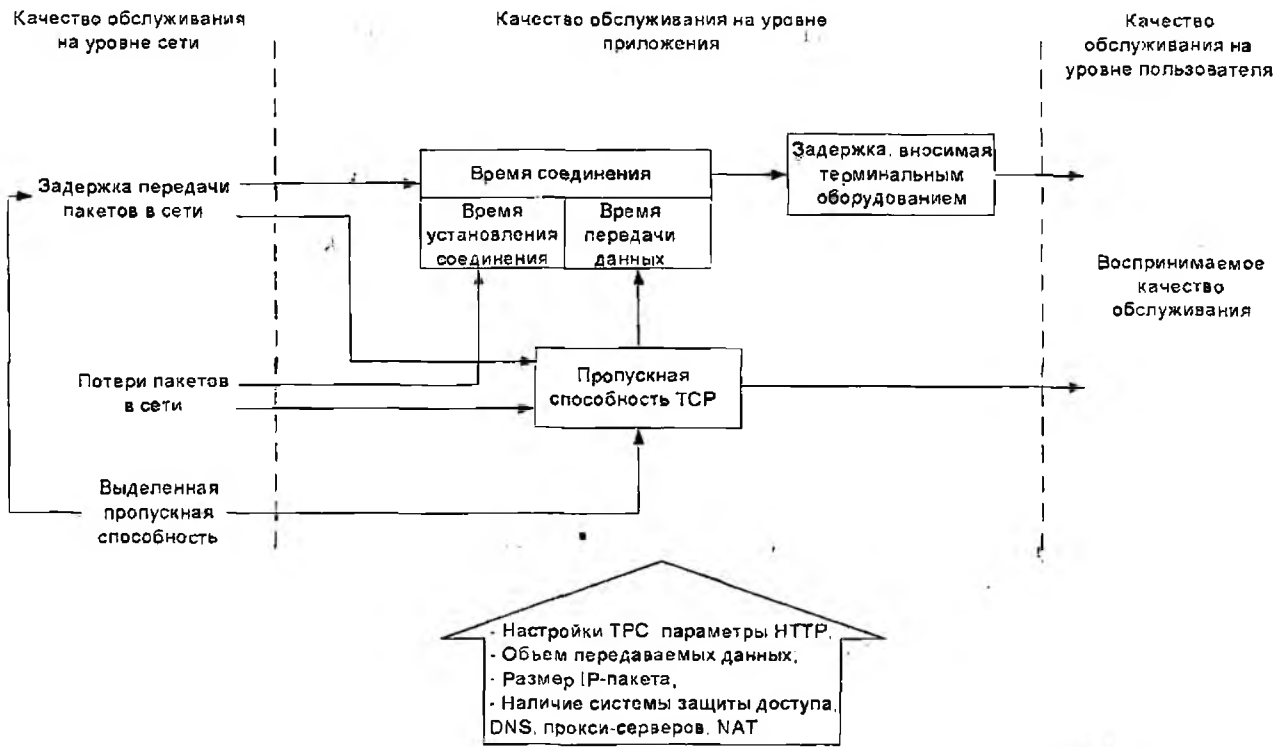 Качество обслуживания
на уровне сети
Качество обслуживания на уровне
приложения
Качество
обслуживания на
уровне пользователя
Задержка передачи
пакетов в сети
Время соединения
Время
установления
соединения
Время
передачи
данных
Задержка, вносимая
терминальным
оборудованием
Воспринимаемое
качество
обслуживания
Потери пакетов
в сети
Пропускная
способность TCP
Выделенная
пропускная
способность
- Настройки TPC параметры HTTP,
- Объем передаваемых данных,
- Размер IP-пакета,
- Наличие системы защиты доступа,
DNS, прокси-серверов, NAT